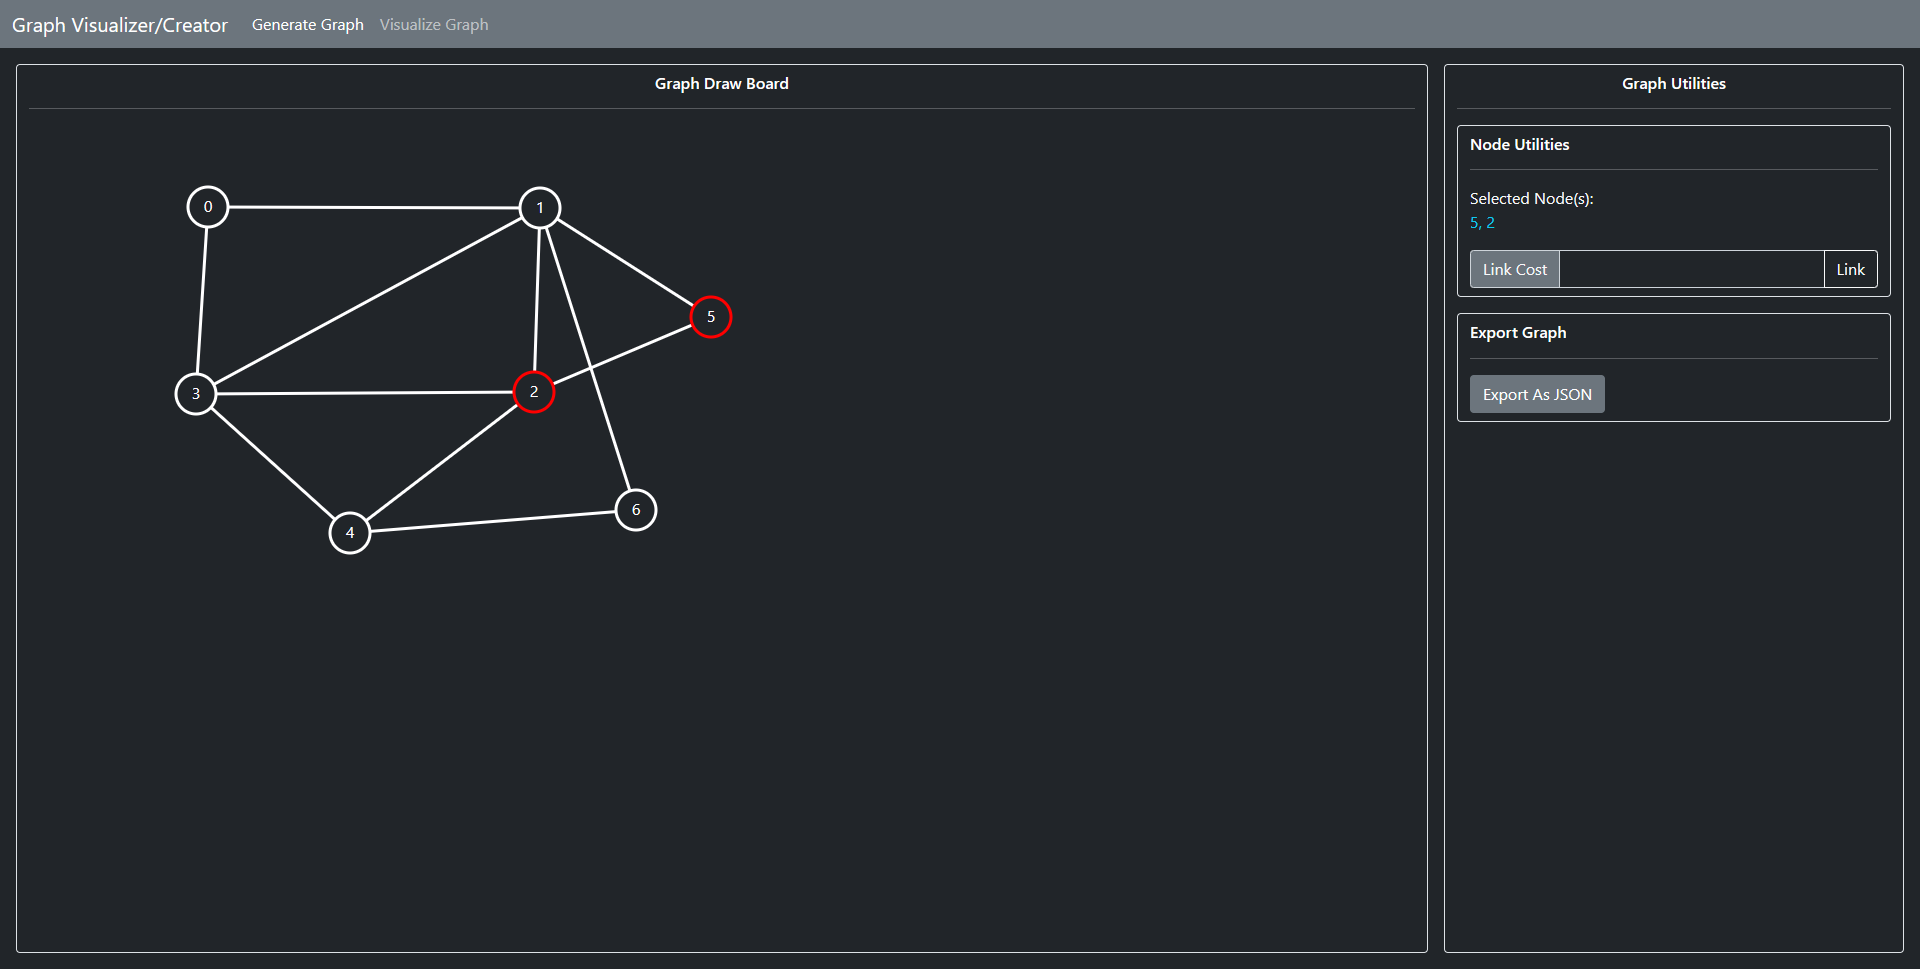 Graph Visualizer/Creator Generate Graph Visualize Graph
Graph Draw Board
0
1
5
3
2
6
4
Graph Utilities
Node Utilities
Selected Node(s):
5, 2
Link Cost Link
Export Graph
Export As JSON